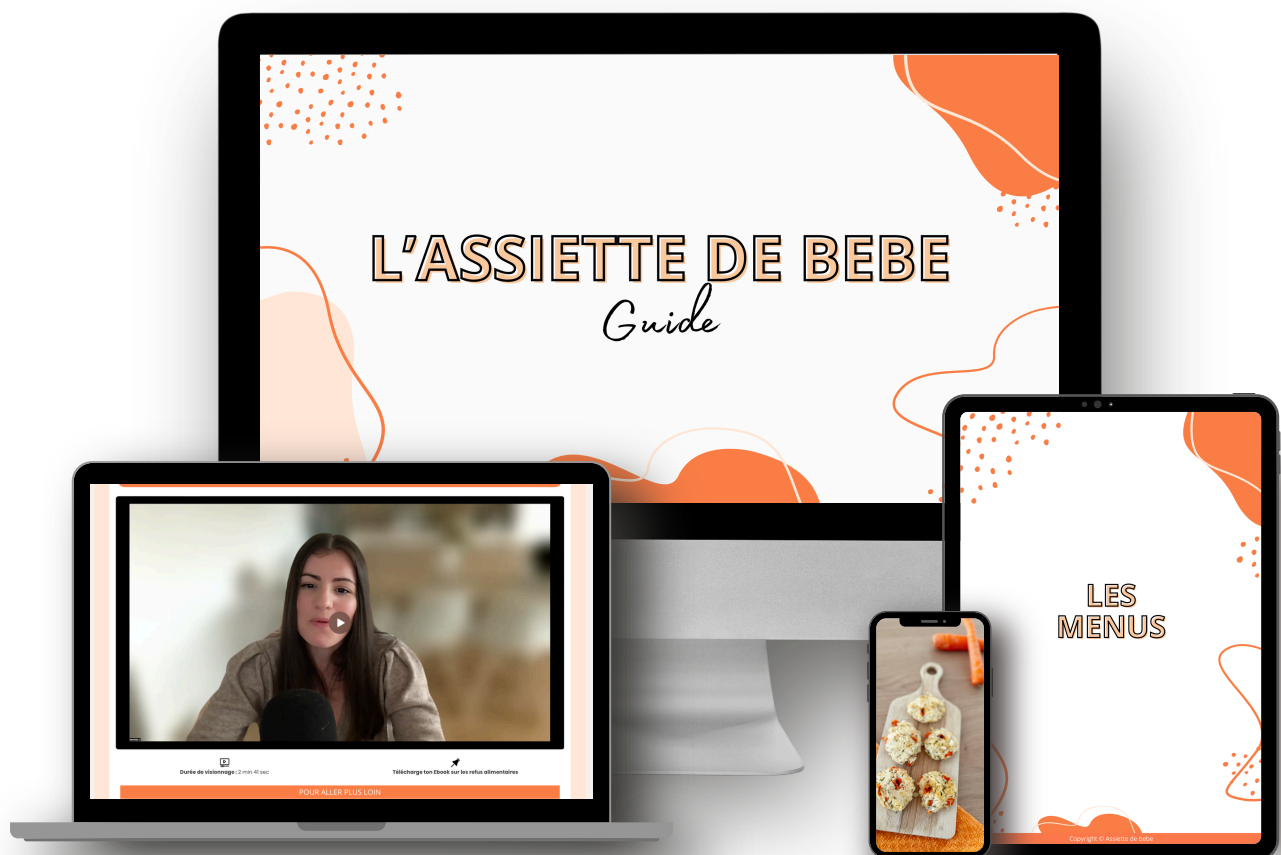 L'ASSIETTE DE BEBE
Guide
LES
MENUS
Durée de visionnage : 2 min 41 sec
Télécharge ton Ebook sur les refus alimentaires
POUR ALLER PLUS LOIN
Copyright © Assiette de bebe